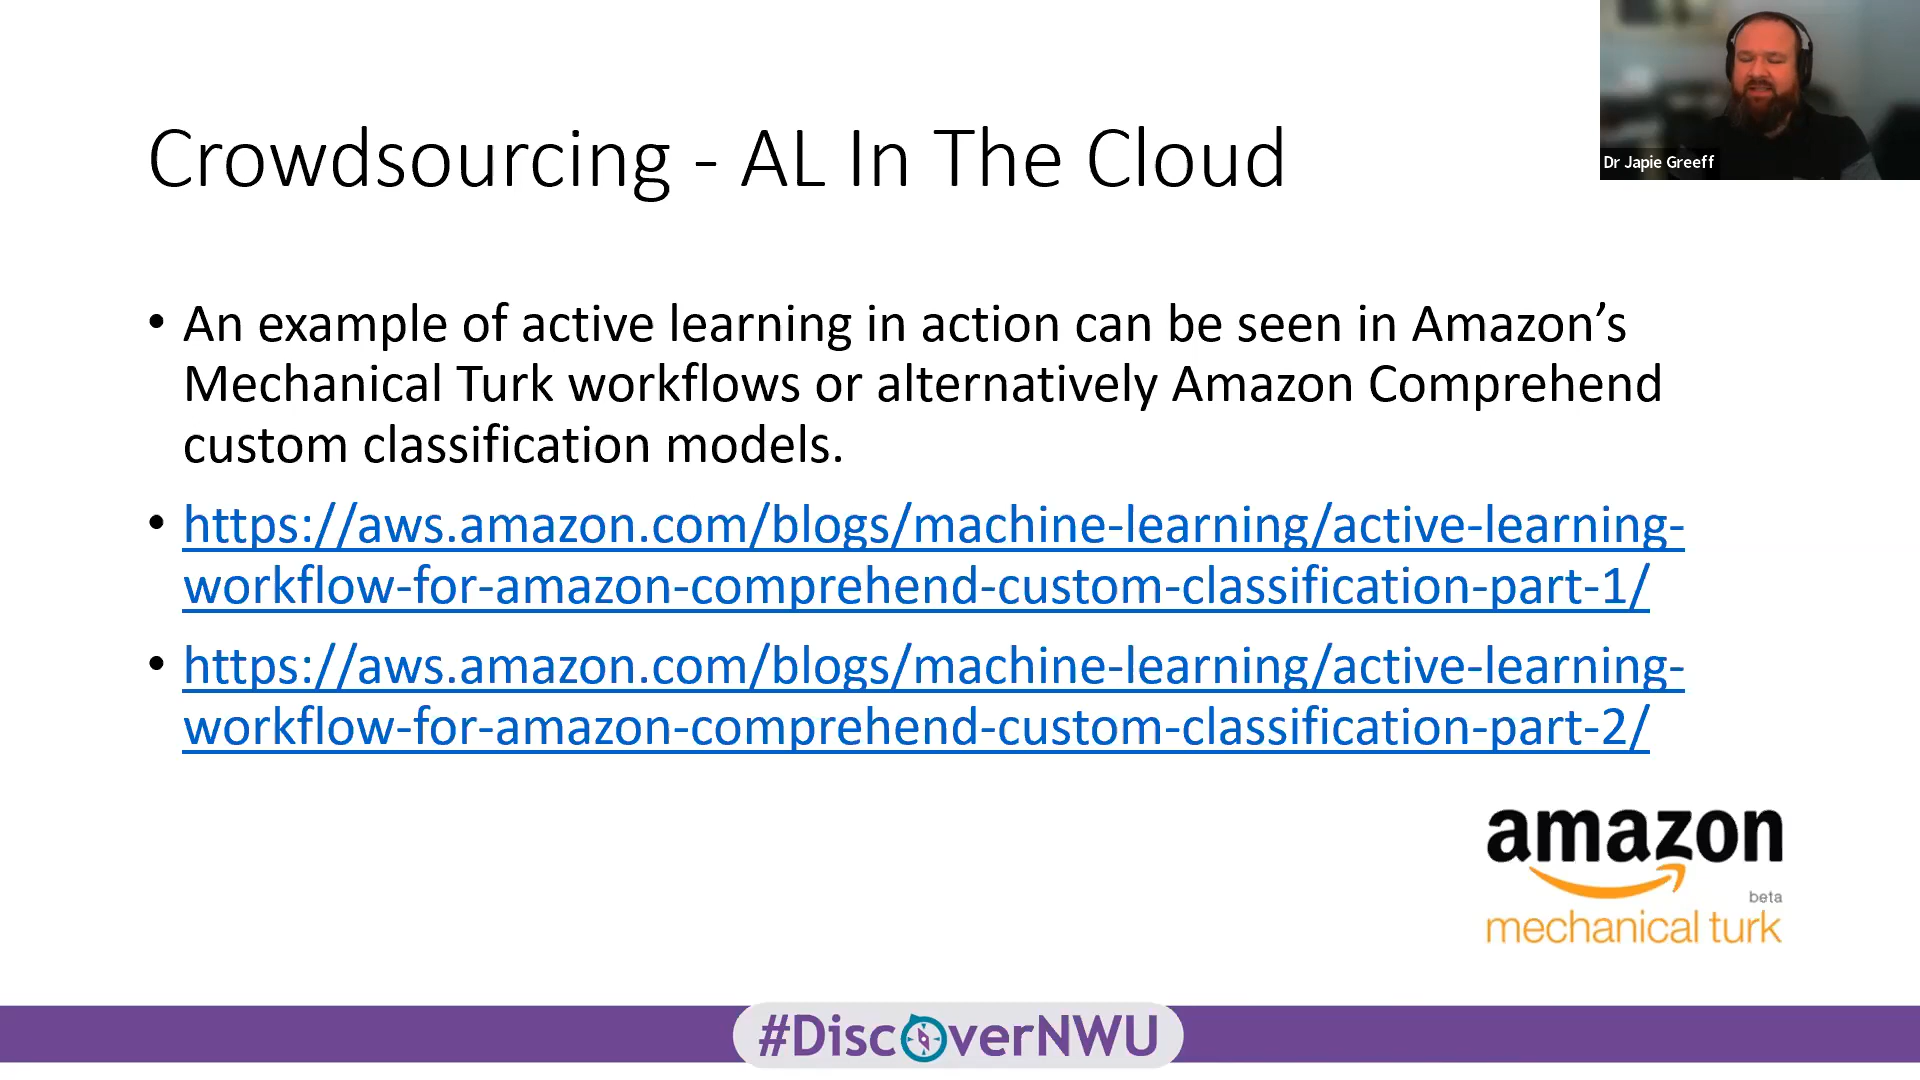 Dr Japie Greeff
Crowdsourcing - AL In The Cloud
• An example of active learning in action can be seen in Amazon’s
Mechanical Turk workflows or alternatively Amazon Comprehend
custom classification models.
• https://aws.amazon.com/blogs/machine-learning/active-learning-
workflow-for-amazon-comprehend-custom-classification-part-1/
• https://aws.amazon.com/blogs/machine-learning/active-learning-
workflow-for-amazon-comprehend-custom-classification-part-2/
amazon
beta
mechanical turk
#DiscoverNWU